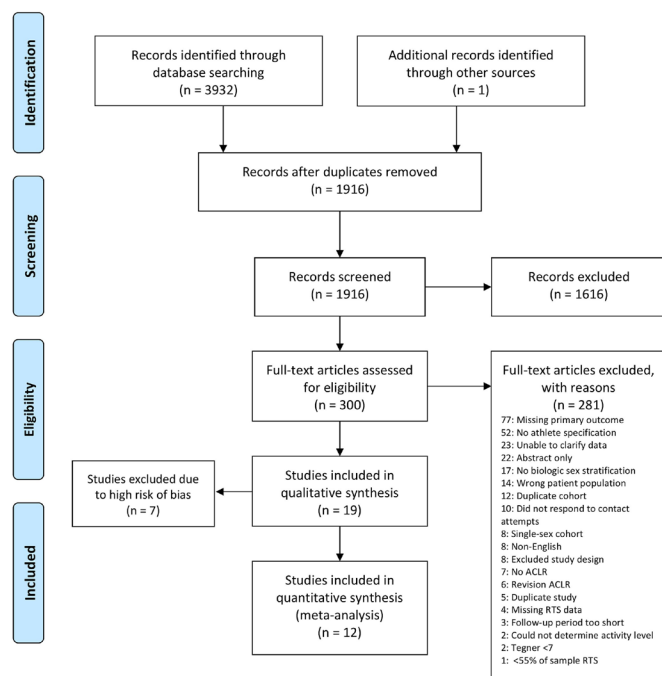 Identification
Records identified through
database searching
(n = 3932)
Additional records identified
through other sources
(n = 1)
Records after duplicates removed
(n = 1916)
Screening
Records screened
(n = 1916)
Records excluded
(n = 1616)
Eligibility
Full-text articles assessed
for eligibility
(n = 300)
Full-text articles excluded,
with reasons
(n = 281)
77: Missing primary outcome
52: No athlete specification
23: Unable to clarify data
22: Abstract only
17: No biologic sex stratification
14: Wrong patient population
12: Duplicate cohort
10: Did not respond to contact
attempts
8: Single-sex cohort
8: Non-English
8: Excluded study design
7: No ACLR
6: Revision ACLR
5: Duplicate study
4: Missing RTS data
3: Follow-up period too short
2: Could not determine activity level
2: Tegner <7
1: <55% of sample RTS
Studies excluded due
to high risk of bias
(n = 7)
Studies included in
qualitative synthesis
(n = 19)
Included
Studies included in
quantitative synthesis
(meta-analysis)
(n = 12)